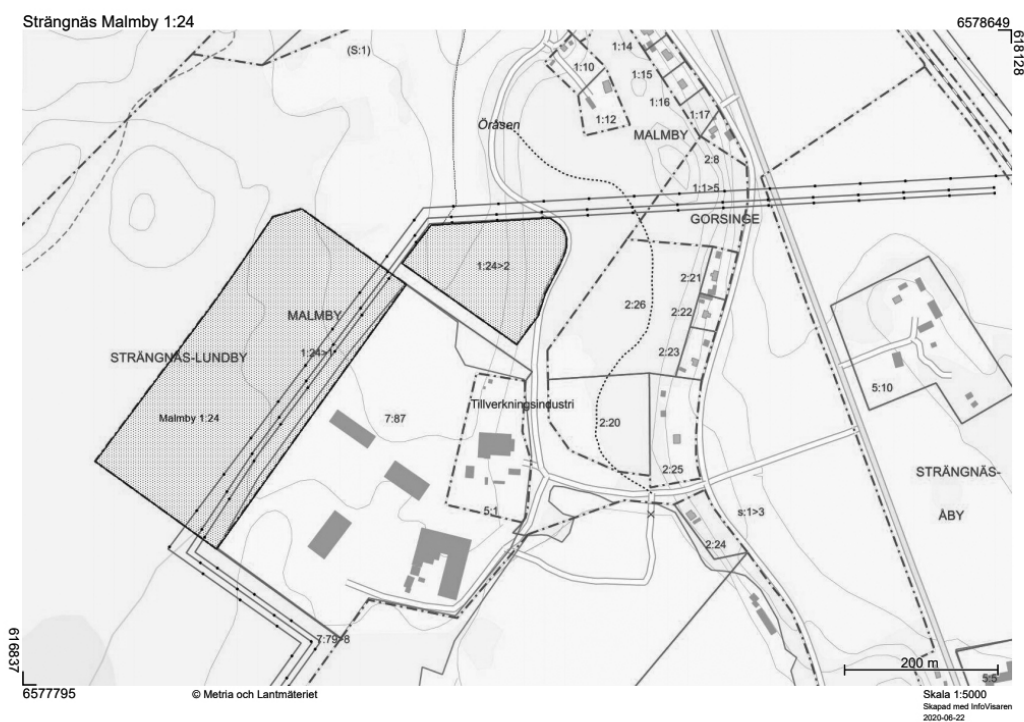 Strängnäs Malmby 1:24
6578649
618128
(S:1)
1:14
1:10
1:15
1:16
1:12
1:17
Öråsen
MALMBY
2:8
1:1>5
GORSINGE
1:24>2
2:21
2:26
2:22
MALMBY
1:24>1
2:23
STRÄNGNÄS-LUNDBY
5:10
Tillverkningsindustri
Malmby 1:24
7:87
2:20
2:25
STRÄNGNÄS-
ÅBY
5:1
s:1>3
2:24
7:79>8
616837
200 m
5:5
6577795
© Metria och Lantmäteriet
Skala 1:5000
Skapad med InfoVisaren
2020-06-22